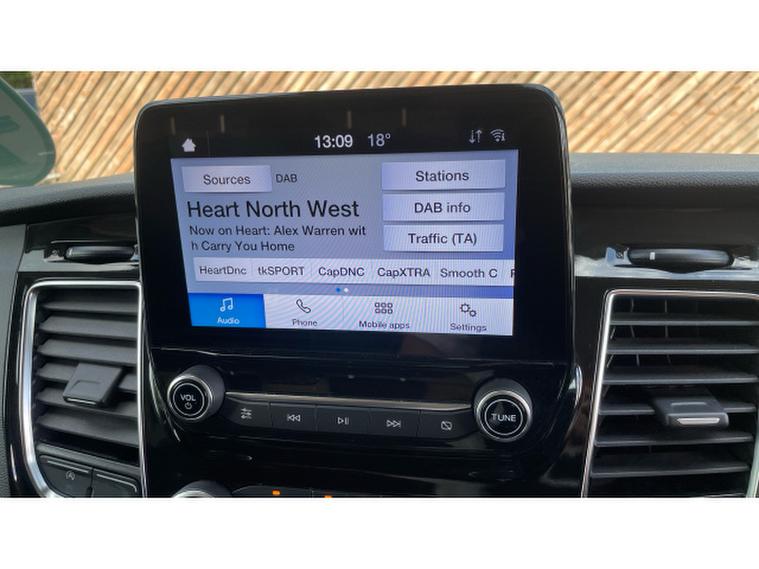 13:09 18°
Sources DAB Stations
Heart North West
DAB info
Now on Heart: Alex Warren wit
h Carry You Home
Traffic (TA)
HeartDnc tkSPORT CapDNC CapXTRA Smooth C
Audio Phone Mobile apps Settings
VOL
TUNE